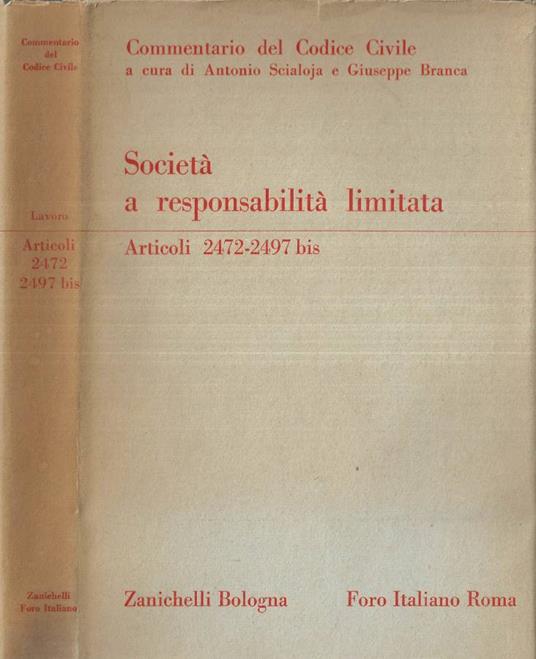 Commentario
del
Codice Civile
Lavoro
Articoli
2472
2497 bis
Zanichelli
Foro Italiano
Commentario del Codice Civile
a cura di Antonio Scialoja e Giuseppe Branca
Società
a responsabilità limitata
Articoli 2472-2497 bis
Zanichelli Bologna Foro Italiano Roma